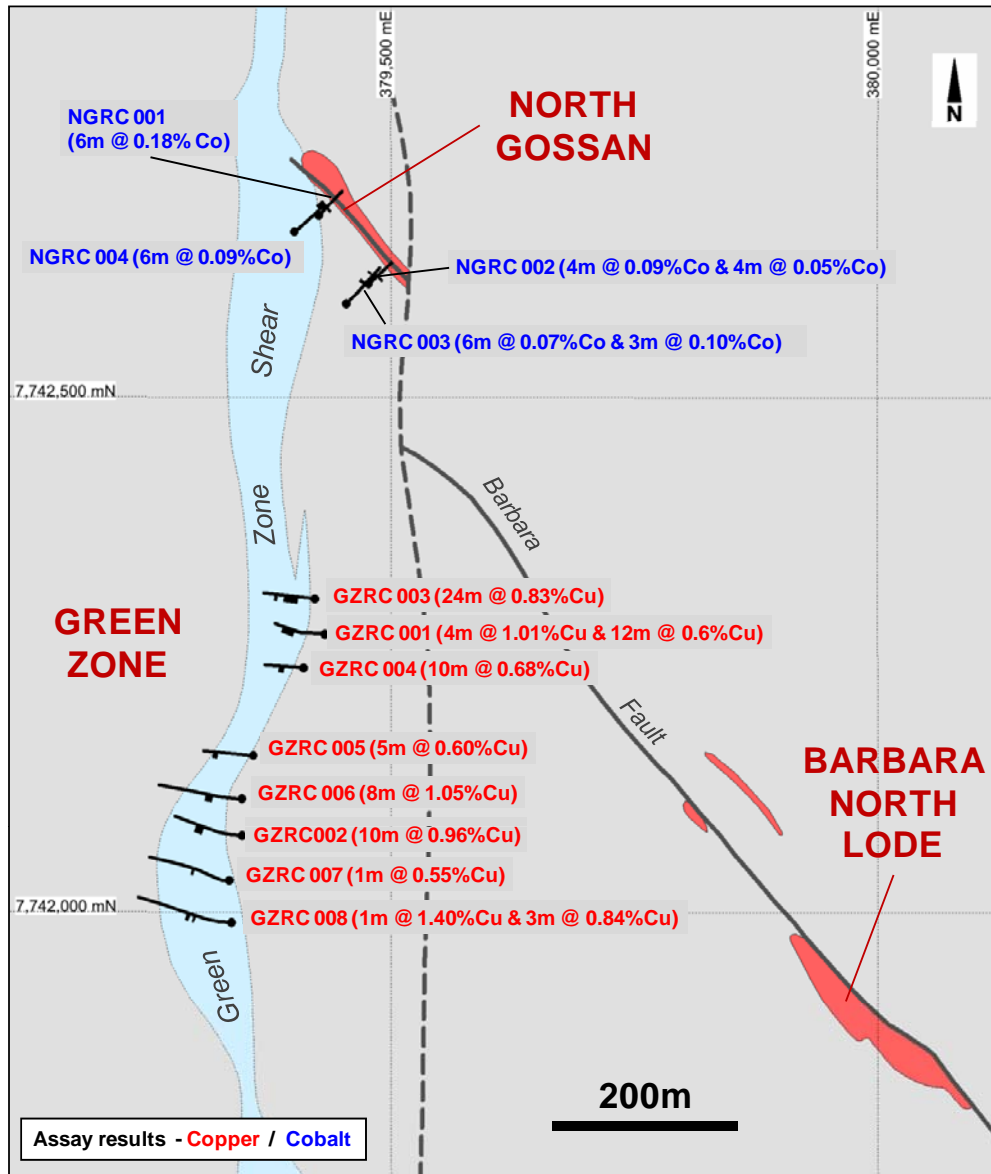 379,500 mE
380,000 mE
N
NORTH
GOSSAN
NGRC 001
(6m @ 0.18% Co)
NGRC 004 (6m @ 0.09%Co)
NGRC 002 (4m @ 0.09%Co & 4m @ 0.05%Co)
NGRC 003 (6m @ 0.07%Co & 3m @ 0.10%Co)
7,742,500 mN
Green Zone Shear
Barbara Fault
GREEN
ZONE
GZRC 003 (24m @ 0.83%Cu)
GZRC 001 (4m @ 1.01%Cu & 12m @ 0.6%Cu)
GZRC 004 (10m @ 0.68%Cu)
GZRC 005 (5m @ 0.60%Cu)
GZRC 006 (8m @ 1.05%Cu)
GZRC002 (10m @ 0.96%Cu)
GZRC 007 (1m @ 0.55%Cu)
GZRC 008 (1m @ 1.40%Cu & 3m @ 0.84%Cu)
BARBARA
NORTH
LODE
7,742,000 mN
200m
Assay results - Copper / Cobalt